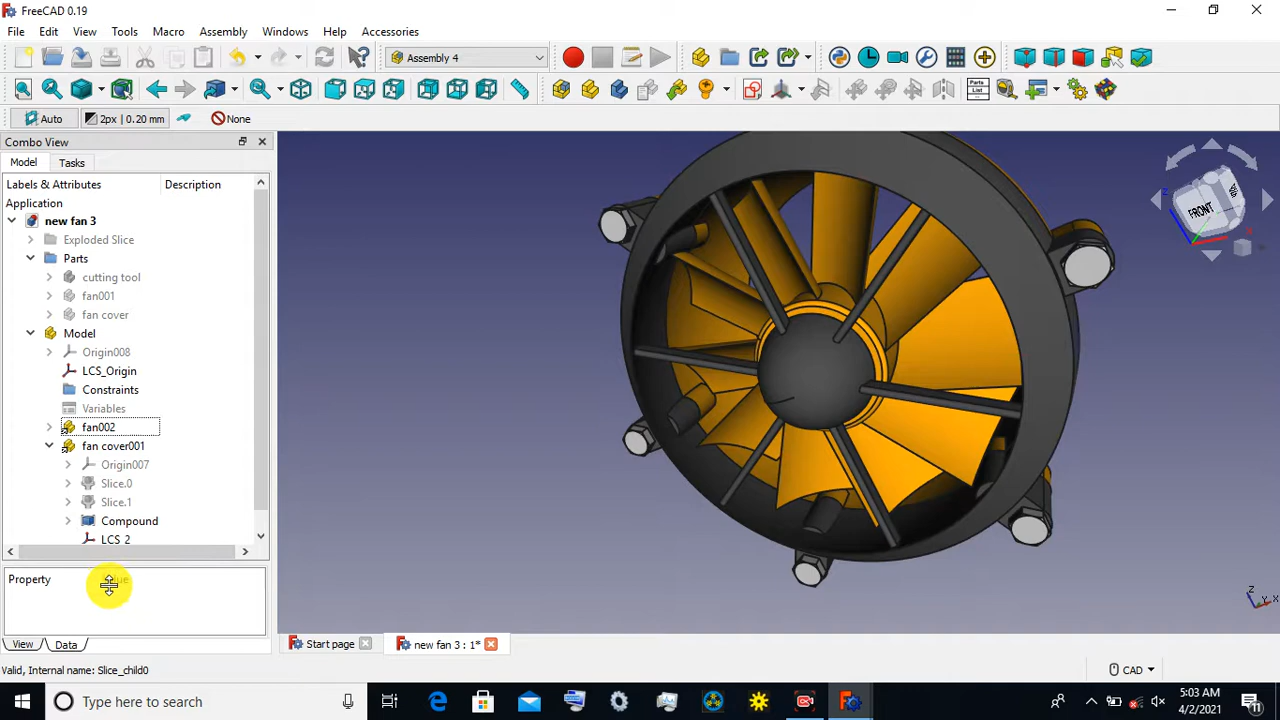 FreeCAD 0.19
File Edit View Tools Macro Assembly Windows Help Accessories
Assembly 4
Parts List
Auto 2px | 0.20 mm None
Combo View
Model Tasks
Labels & Attributes Description
Application
new fan 3
Exploded Slice
Parts
cutting tool
fan001
fan cover
Model
Origin008
LCS_Origin
Constraints
Variables
fan002
fan cover001
Origin007
Slice.0
Slice.1
Compound
LCS 2
FRONT
Z
X
Z
Y
X
Property
View Data
Start page new fan 3 : 1*
Valid, Internal name: Slice_child0
CAD
Type here to search
5:03 AM
4/2/2021
11